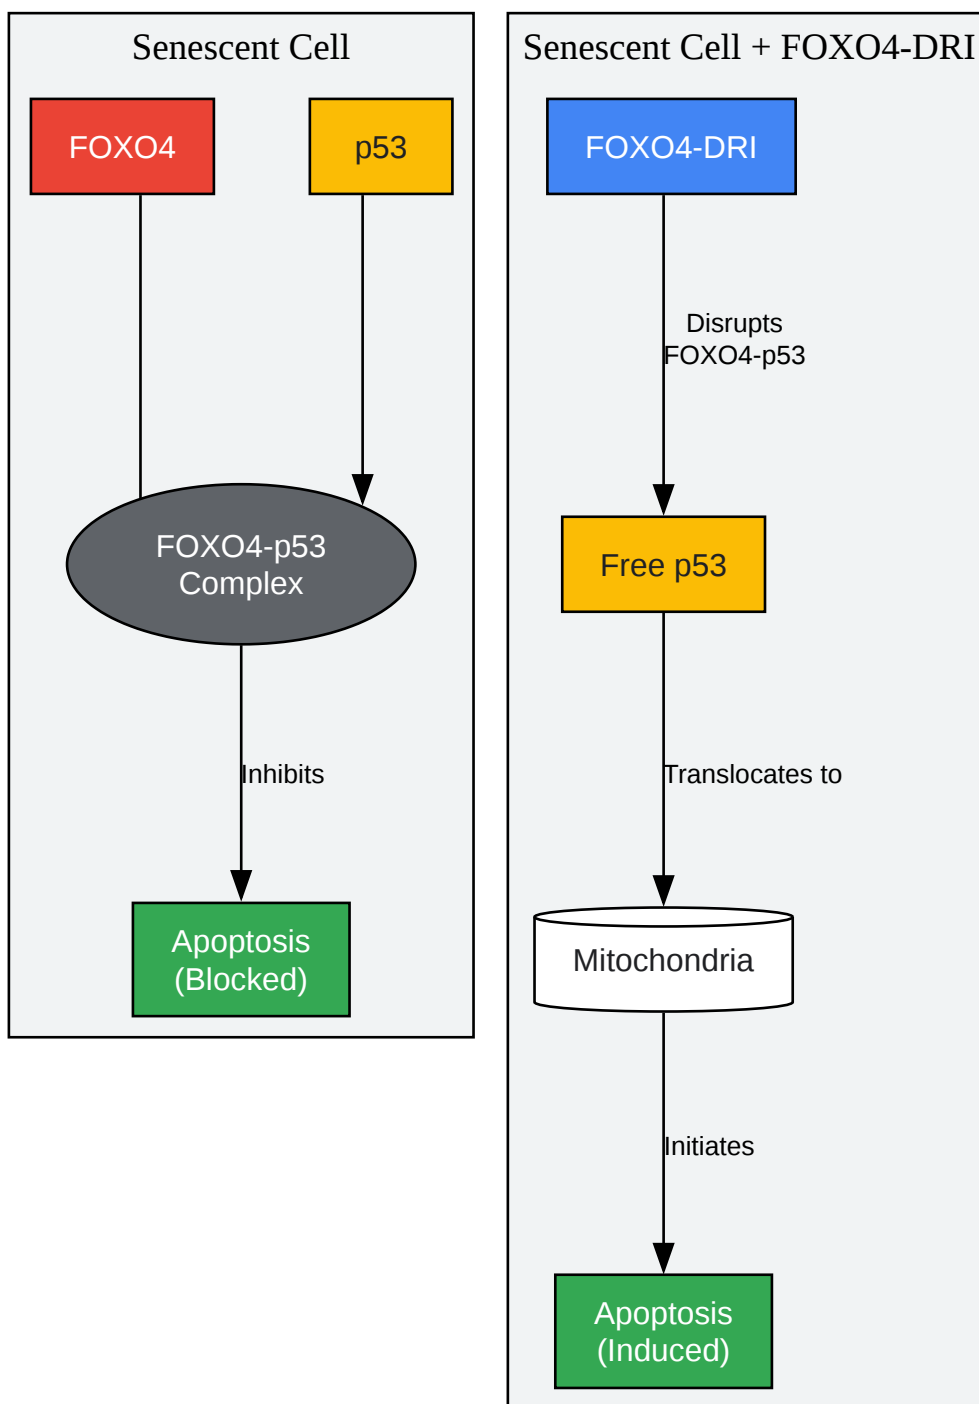 Senescent Cell
FOXO4
p53
FOXO4-p53
Complex
Inhibits
Apoptosis
(Blocked)
Senescent Cell + FOXO4-DRI
FOXO4-DRI
Disrupts
FOXO4-p53
Free p53
Translocates to
Mitochondria
Initiates
Apoptosis
(Induced)